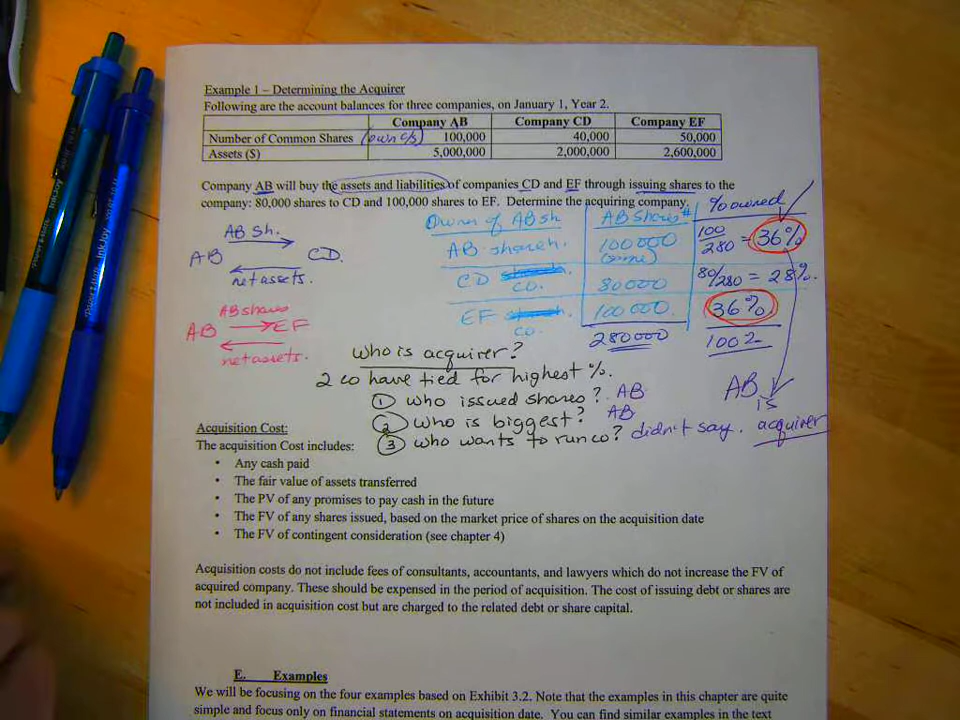 Example 1 – Determining the Acquirer
Following are the account balances for three companies, on January 1, Year 2.
Company AB Company CD Company EF
Number of Common Shares (own c/s) 100,000 40,000 50,000
Assets ($) 5,000,000 2,000,000 2,600,000
Company AB will buy the assets and liabilities of companies CD and EF through issuing shares to the
company: 80,000 shares to CD and 100,000 shares to EF. Determine the acquiring company.
Owner of AB sh AB shares # % owned
AB shareh. 100000 100/280 = 36%
(same)
CD 80000 80/280 = 28%.
CO.
EF 100000. 36%
CO.
280000 100%
AB sh.
AB CD.
net assets.
AB shares
AB EF
net assets.
Who is acquirer?
2 co have tied for highest %.
① who issued shares? AB
② who is biggest? AB
③ who wants to run co? didn't say.
AB
is
acquirer
Acquisition Cost:
The acquisition Cost includes:
• Any cash paid
• The fair value of assets transferred
• The PV of any promises to pay cash in the future
• The FV of any shares issued, based on the market price of shares on the acquisition date
• The FV of contingent consideration (see chapter 4)
Acquisition costs do not include fees of consultants, accountants, and lawyers which do not increase the FV of
acquired company. These should be expensed in the period of acquisition. The cost of issuing debt or shares are
not included in acquisition cost but are charged to the related debt or share capital.
E. Examples
We will be focusing on the four examples based on Exhibit 3.2. Note that the examples in this chapter are quite
simple and focus only on financial statements on acquisition date. You can find similar examples in the text
InkJoy
InkJoy